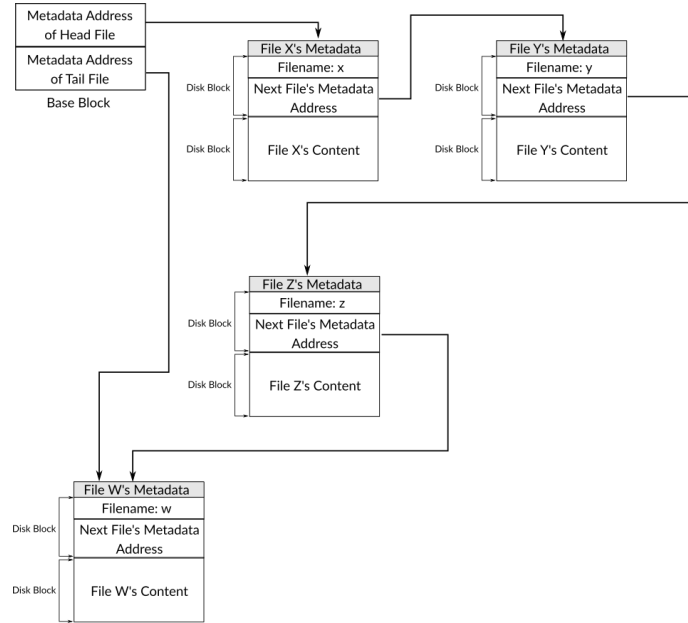 Metadata Address
of Head File
Metadata Address
of Tail File
Base Block
File X's Metadata
Filename: x
Disk Block
Next File's Metadata
Address
Disk Block
File X's Content
File Y's Metadata
Filename: y
Disk Block
Next File's Metadata
Address
Disk Block
File Y's Content
File Z's Metadata
Filename: z
Disk Block
Next File's Metadata
Address
Disk Block
File Z's Content
File W's Metadata
Filename: w
Disk Block
Next File's Metadata
Address
Disk Block
File W's Content